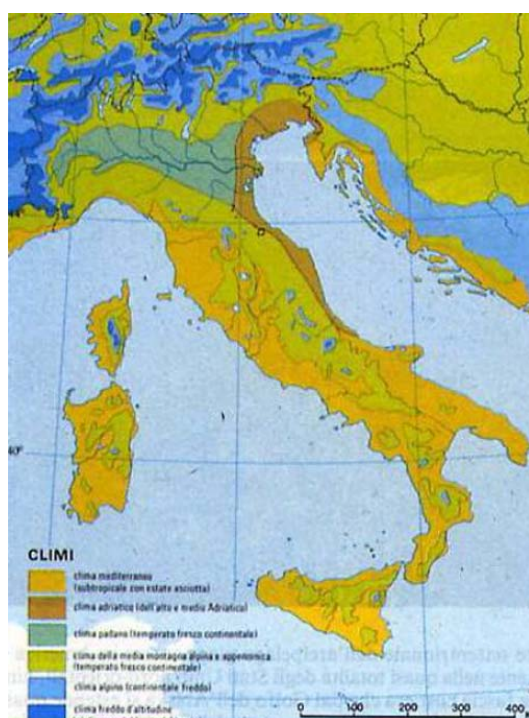 40°
CLIMI
clima mediterraneo
(subtropicale con estate asciutta)
clima adriatico (dell'alto e medio Adriatico)
clima padano (temperato fresco continentale)
clima della media montagna alpina e appenninica
(temperato fresco continentale)
clima alpino (continentale freddo)
clima freddo d'altitudine
0 100 200 300 400